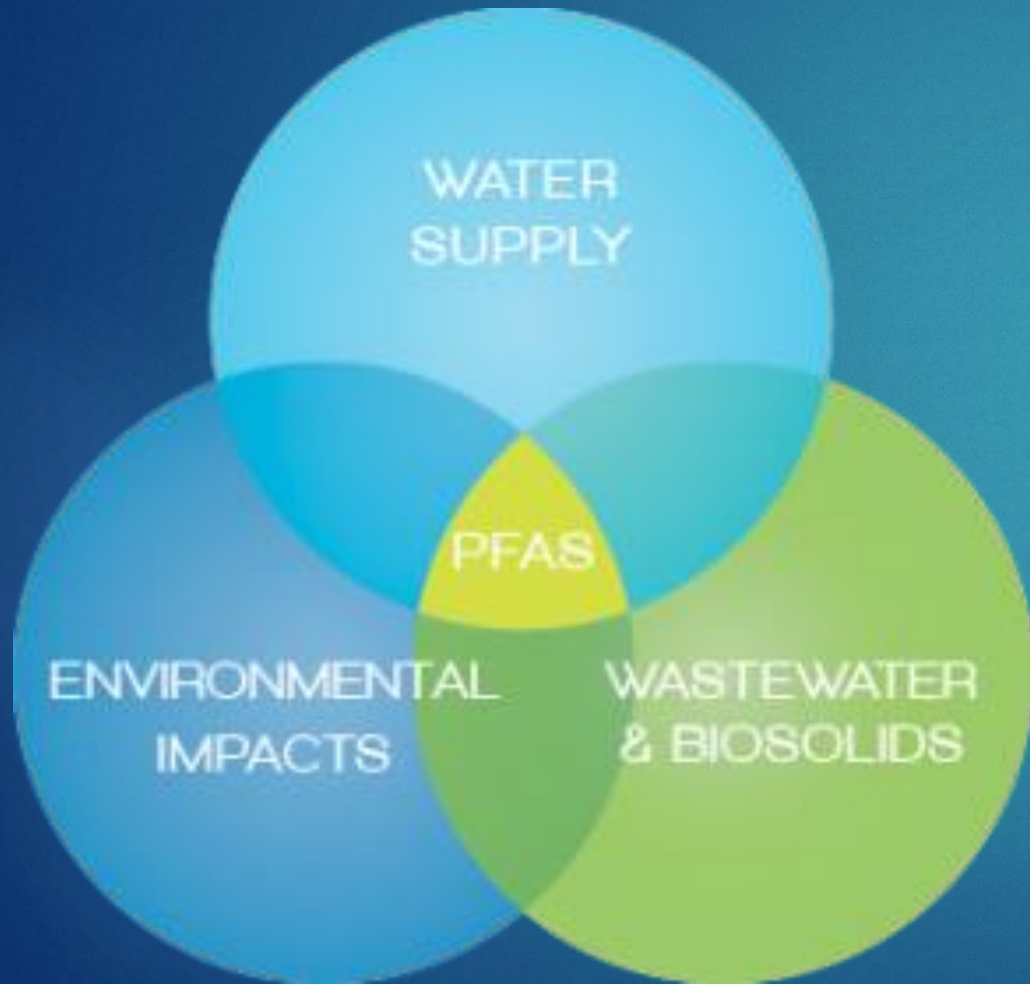 WATER
SUPPLY
PFAS
ENVIRONMENTAL
IMPACTS
WASTEWATER
& BIOSOLIDS